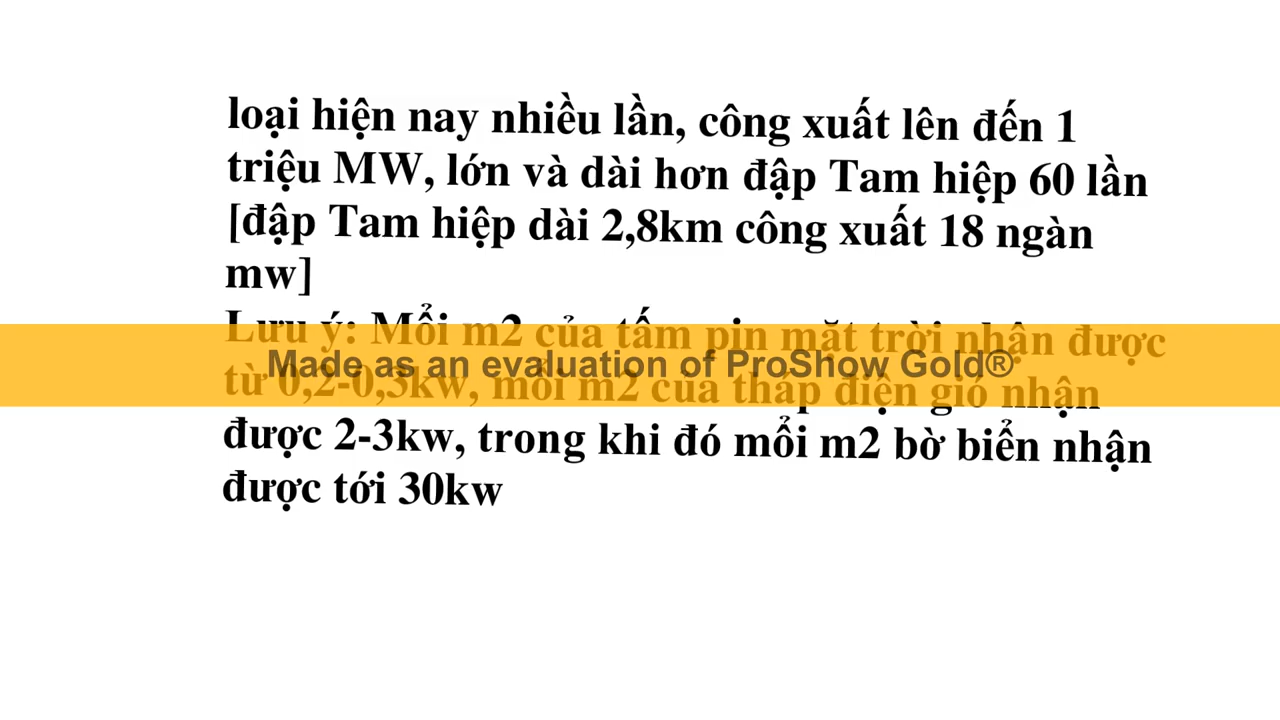 loại hiện nay nhiều lần, công xuất lên đến 1
triệu MW, lớn và dài hơn đập Tam hiệp 60 lần
[đập Tam hiệp dài 2,8km công xuất 18 ngàn
mw]
Lưu ý: Mổi m2 của tấm pin mặt trời nhận được
Made as an evaluation of ProShow Gold®
từ 0,2-0,3kw, mổi m2 của tháp điện gió nhận
được 2-3kw, trong khi đó mổi m2 bờ biển nhận
được tới 30kw